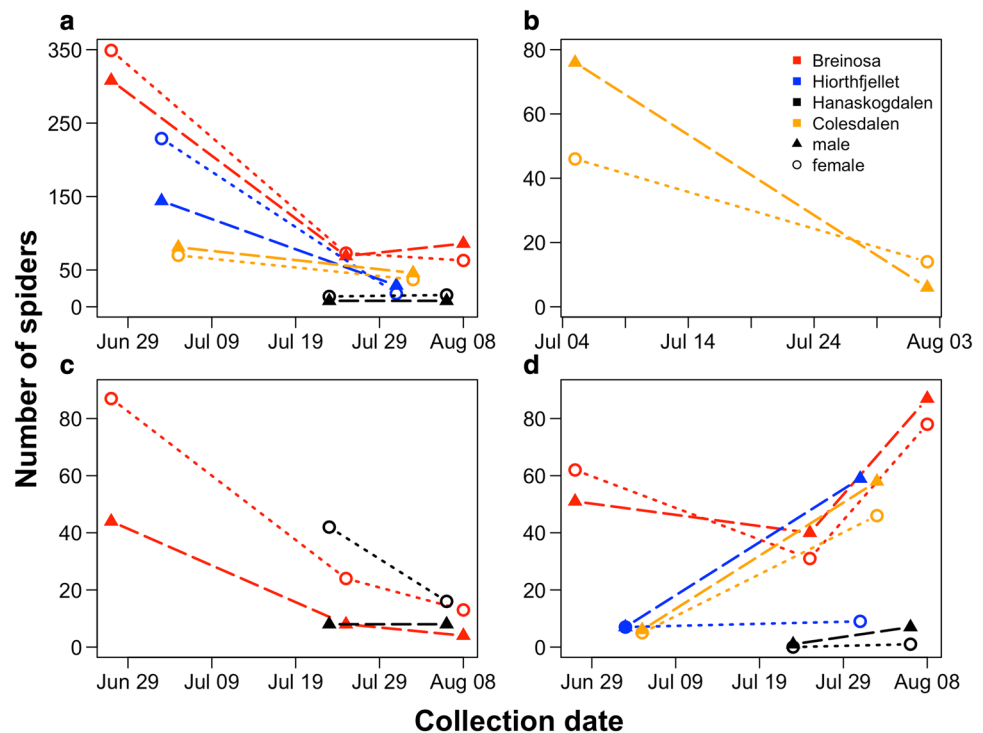 a
b
350
250
150
50
0
Jun 29 Jul 09 Jul 19 Jul 29 Aug 08
80
60
40
20
0
Jul 04 Jul 14 Jul 24 Aug 03
Breinosa
Hiorthfjellet
Hanaskogdalen
Colesdalen
male
female
Number of spiders
c
d
80
60
40
20
0
Jun 29 Jul 09 Jul 19 Jul 29 Aug 08
80
60
40
20
0
Jun 29 Jul 09 Jul 19 Jul 29 Aug 08
Collection date